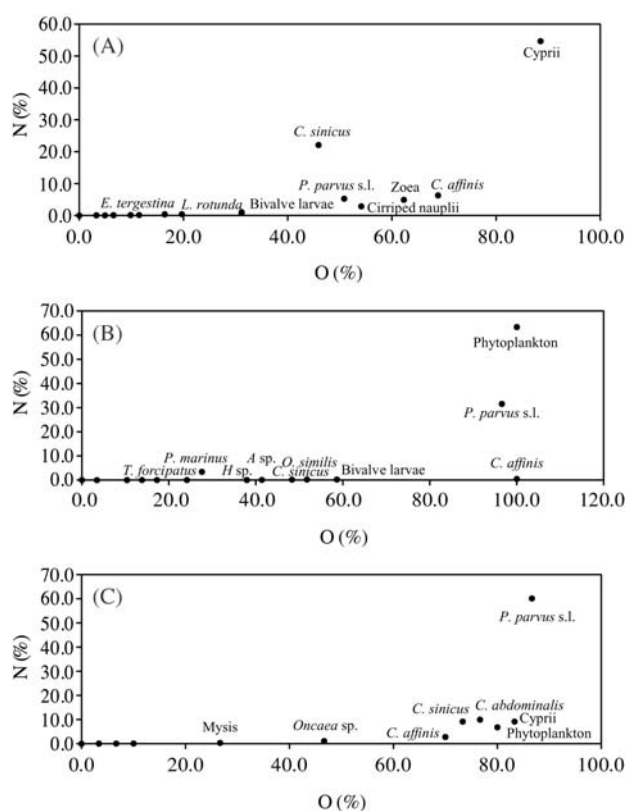 60.0
(A)
50.0
Cyprii
40.0
N (%)
30.0
C. sinicus
20.0
10.0
P. parvus s.l.
Zoea
C. affinis
E. tergestina
L. rotunda
Bivalve larvae
Cirriped nauplii
0.0
0.0 20.0 40.0 60.0 80.0 100.0
O (%)
70.0
(B)
60.0
Phytoplankton
50.0
40.0
N (%)
30.0
P. parvus s.l.
20.0
10.0
P. marinus
A sp.
O. similis
C. affinis
T. forcipatus
H sp.
C. sinicus
Bivalve larvae
0.0
0.0 20.0 40.0 60.0 80.0 100.0 120.0
O (%)
70.0
(C)
60.0
P. parvus s.l.
50.0
40.0
N (%)
30.0
20.0
C. sinicus
C. abdominalis
10.0
Cyprii
Mysis
Oncaea sp.
C. affinis
Phytoplankton
0.0
0.0 20.0 40.0 60.0 80.0 100.0
O (%)